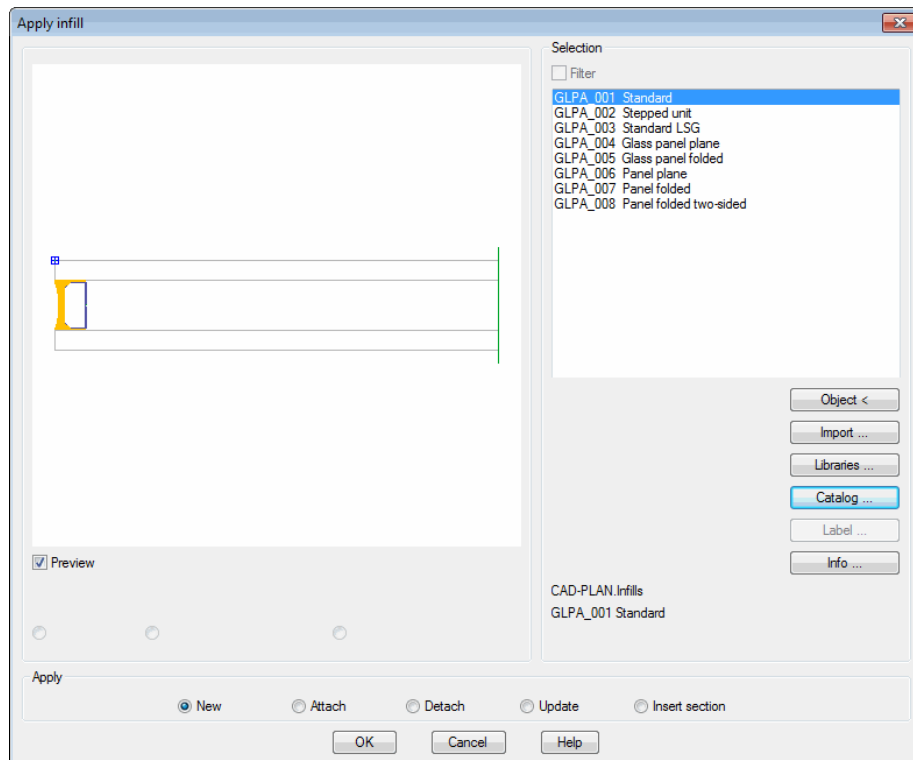 Apply infill
Selection
Filter
GLPA_001 Standard
GLPA_002 Stepped unit
GLPA_003 Standard LSG
GLPA_004 Glass panel plane
GLPA_005 Glass panel folded
GLPA_006 Panel plane
GLPA_007 Panel folded
GLPA_008 Panel folded two-sided
Object <
Import ...
Libraries ...
Catalog ...
Label ...
Info ...
Preview
CAD-PLAN.Infills
GLPA_001 Standard
Apply
New Attach Detach Update Insert section
OK Cancel Help